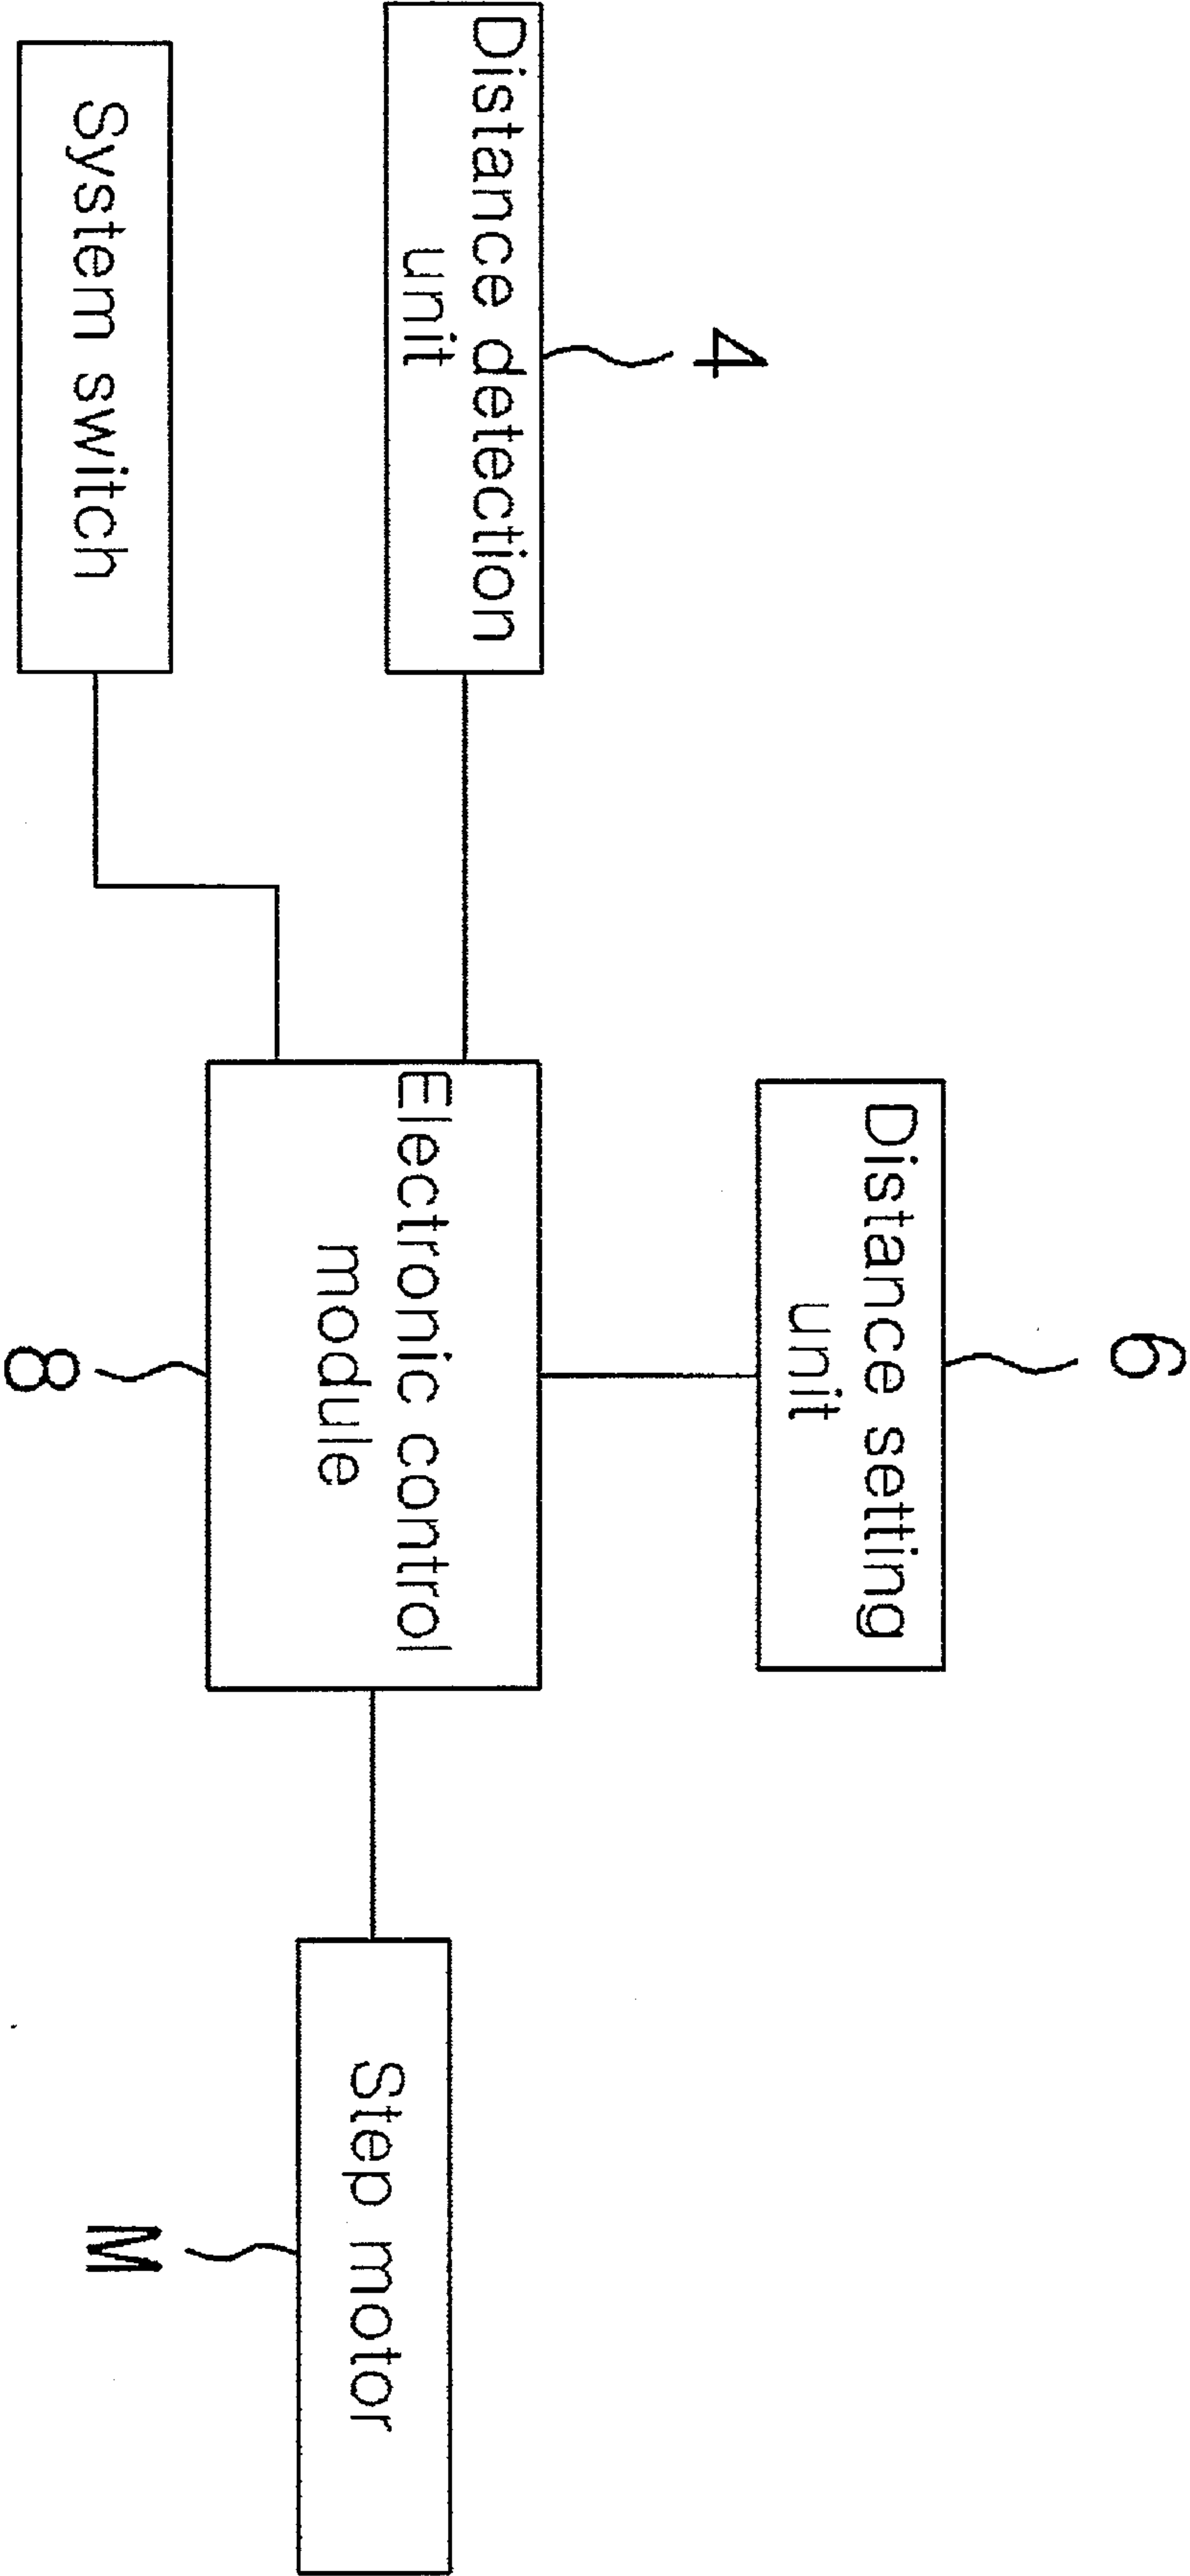 6
Distance setting
unit
4
Distance detection
unit
Electronic control
module
Step motor
System switch
8
M